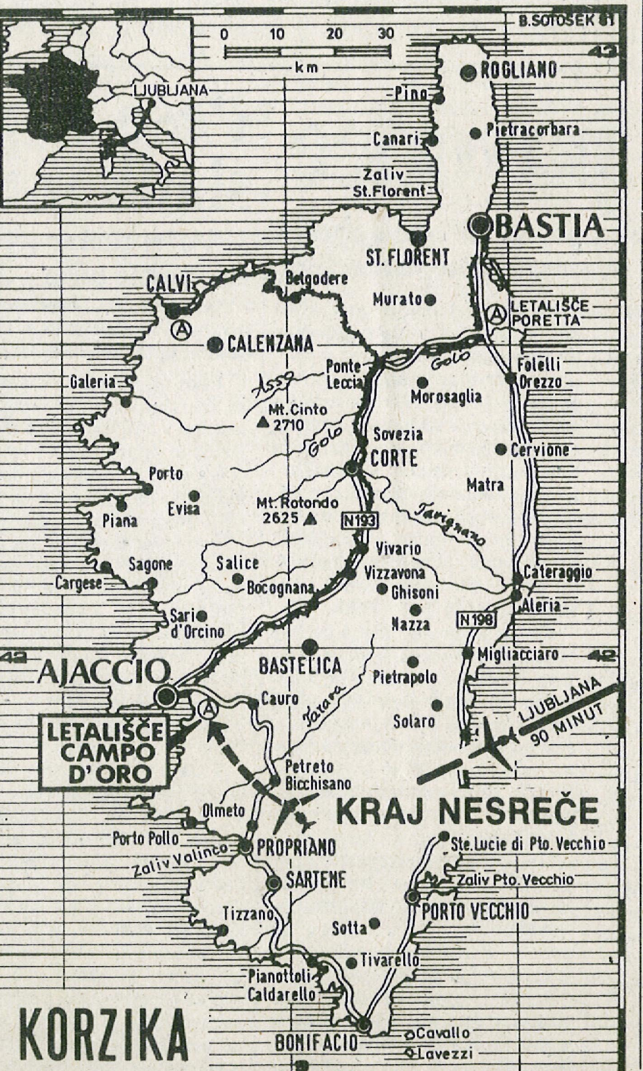 B.SOTOŠEK 81
0 10 20 30
km
43
LJUBLJANA
ROGLIANO
Pino
Pietracorbara
Canari
Zaliv
St.Florent
BASTIA
ST.FLORENT
CALVI
Belgodere
Murato
A
LETALIŠČE
PORETTA
A
CALENZANA
Ponte
Leccia
Golo
Folelli
Orezzo
Galeria
Asso
Morosaglia
Mt.Cinto
2710
Golo
Sovezia
CORTE
Cervione
Porto
Evisa
Matra
Piana
Mt.Rotondo
2625
N193
Tavignano
Vivario
Sagone
Salice
Vizzavona
Cateraggio
Cargese
Bocognana
Ghisoni
Aleria
Sari
d'Orcino
Nazza
N198
42
BASTELICA
Migliacciaro
42
AJACCIO
Pietrapolo
Cauro
Tarava
A
Solaro
LJUBLJANA
90 MINUT
LETALIŠČE
CAMPO
D'ORO
Petreto
Bicchisano
Olmeto
KRAJ NESREČE
Porto Pollo
Zaliv Valinco
PROPRIANO
Ste.Lucie di Pto.Vecchio
SARTENE
Zaliv Pto.Vecchio
PORTO VECCHIO
Tizzano
Sotta
Tivarello
Pianottoli
Caldarello
KORZIKA
BONIFACIO
Cavallo
Lavezzi